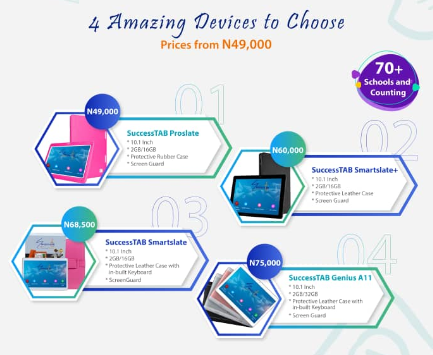 4 Amazing Devices to Choose
Prices from N49,000
70+
Schools and
Counting
01
N49,000
SuccessTAB Proslate
* 10.1 Inch
* 2GB/16GB
* Protective Rubber Case
* Screen Guard
02
N60,000
SuccessTAB Smartslate+
* 10.1 Inch
* 2GB/16GB
* Protective Leather Case
* Screen Guard
03
N68,500
SuccessTAB Smartslate
* 10.1 Inch
* 2GB/16GB
* Protective Leather Case with
in-built Keyboard
* ScreenGuard
04
N75,000
SuccessTAB Genius A11
* 10.1 Inch
* 2GB/32GB
* Protective Leather Case with
in-built Keyboard
* Screen Guard